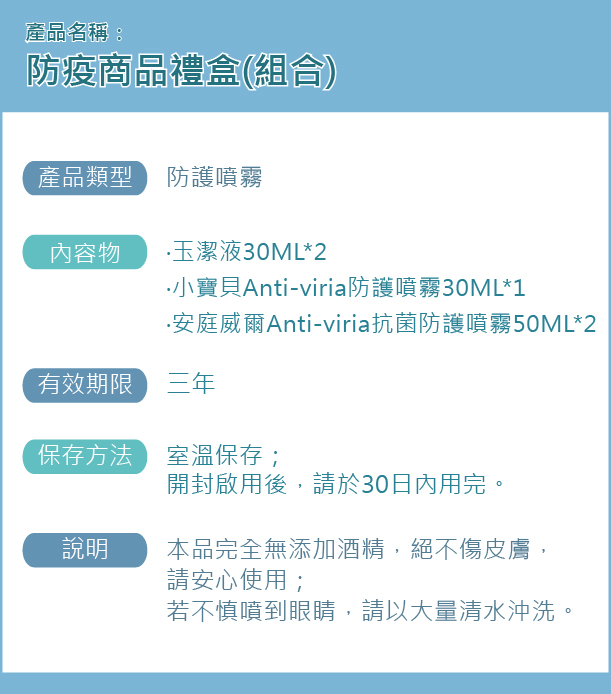 產品名稱：
防疫商品禮盒(組合)
產品類型 防護噴霧
內容物 ‧玉潔液30ML*2
‧小寶貝Anti-viria防護噴霧30ML*1
‧安庭威爾Anti-viria抗菌防護噴霧50ML*2
有效期限 三年
保存方法 室溫保存；
開封啟用後，請於30日內用完。
說明 本品完全無添加酒精，絕不傷皮膚，
請安心使用；
若不慎噴到眼睛，請以大量清水沖洗。